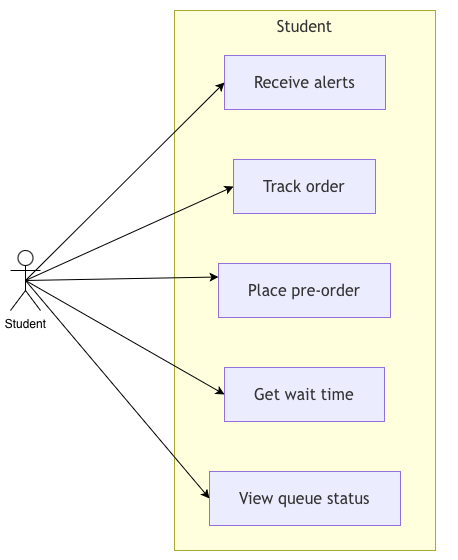 Student
Receive alerts
Track order
Place pre-order
Student
Get wait time
View queue status